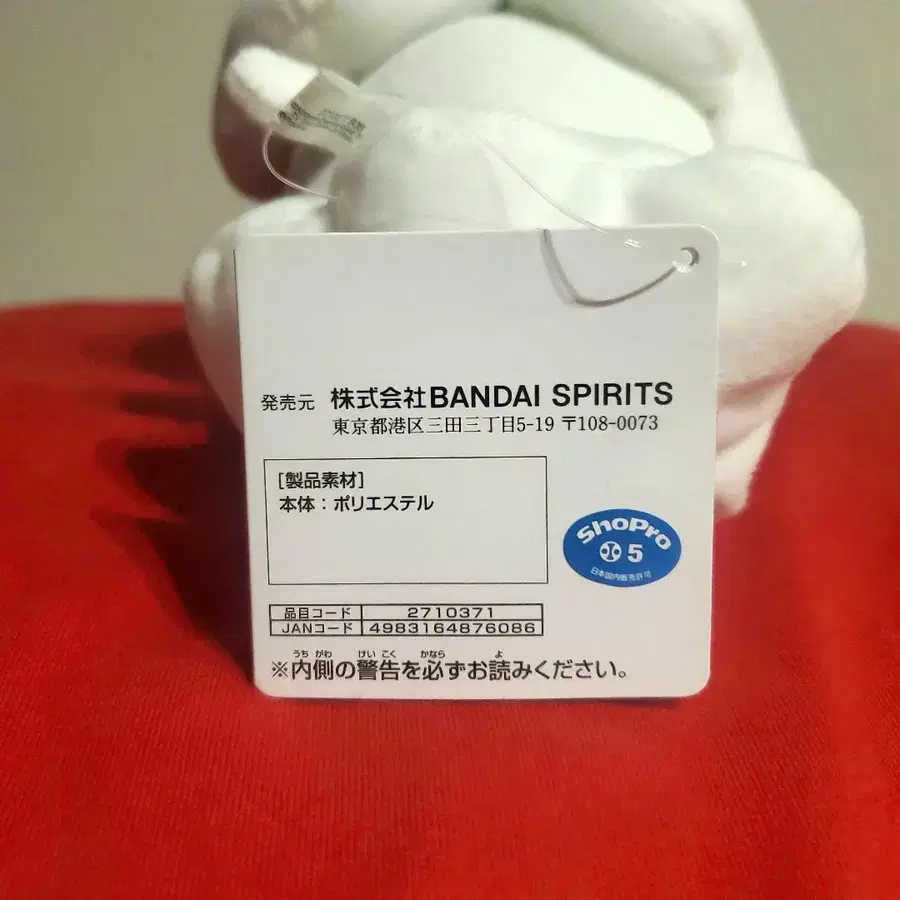 発売元 株式会社BANDAI SPIRITS
東京都港区三田三丁目5-19 〒108-0073
[製品素材]
本体：ポリエステル
ShoPro
5
日本国内販売許可
品目コード 2710371
JANコード 4983164876086
うち がわ けい こく かなら よ
※内側の警告を必ずお読みください。